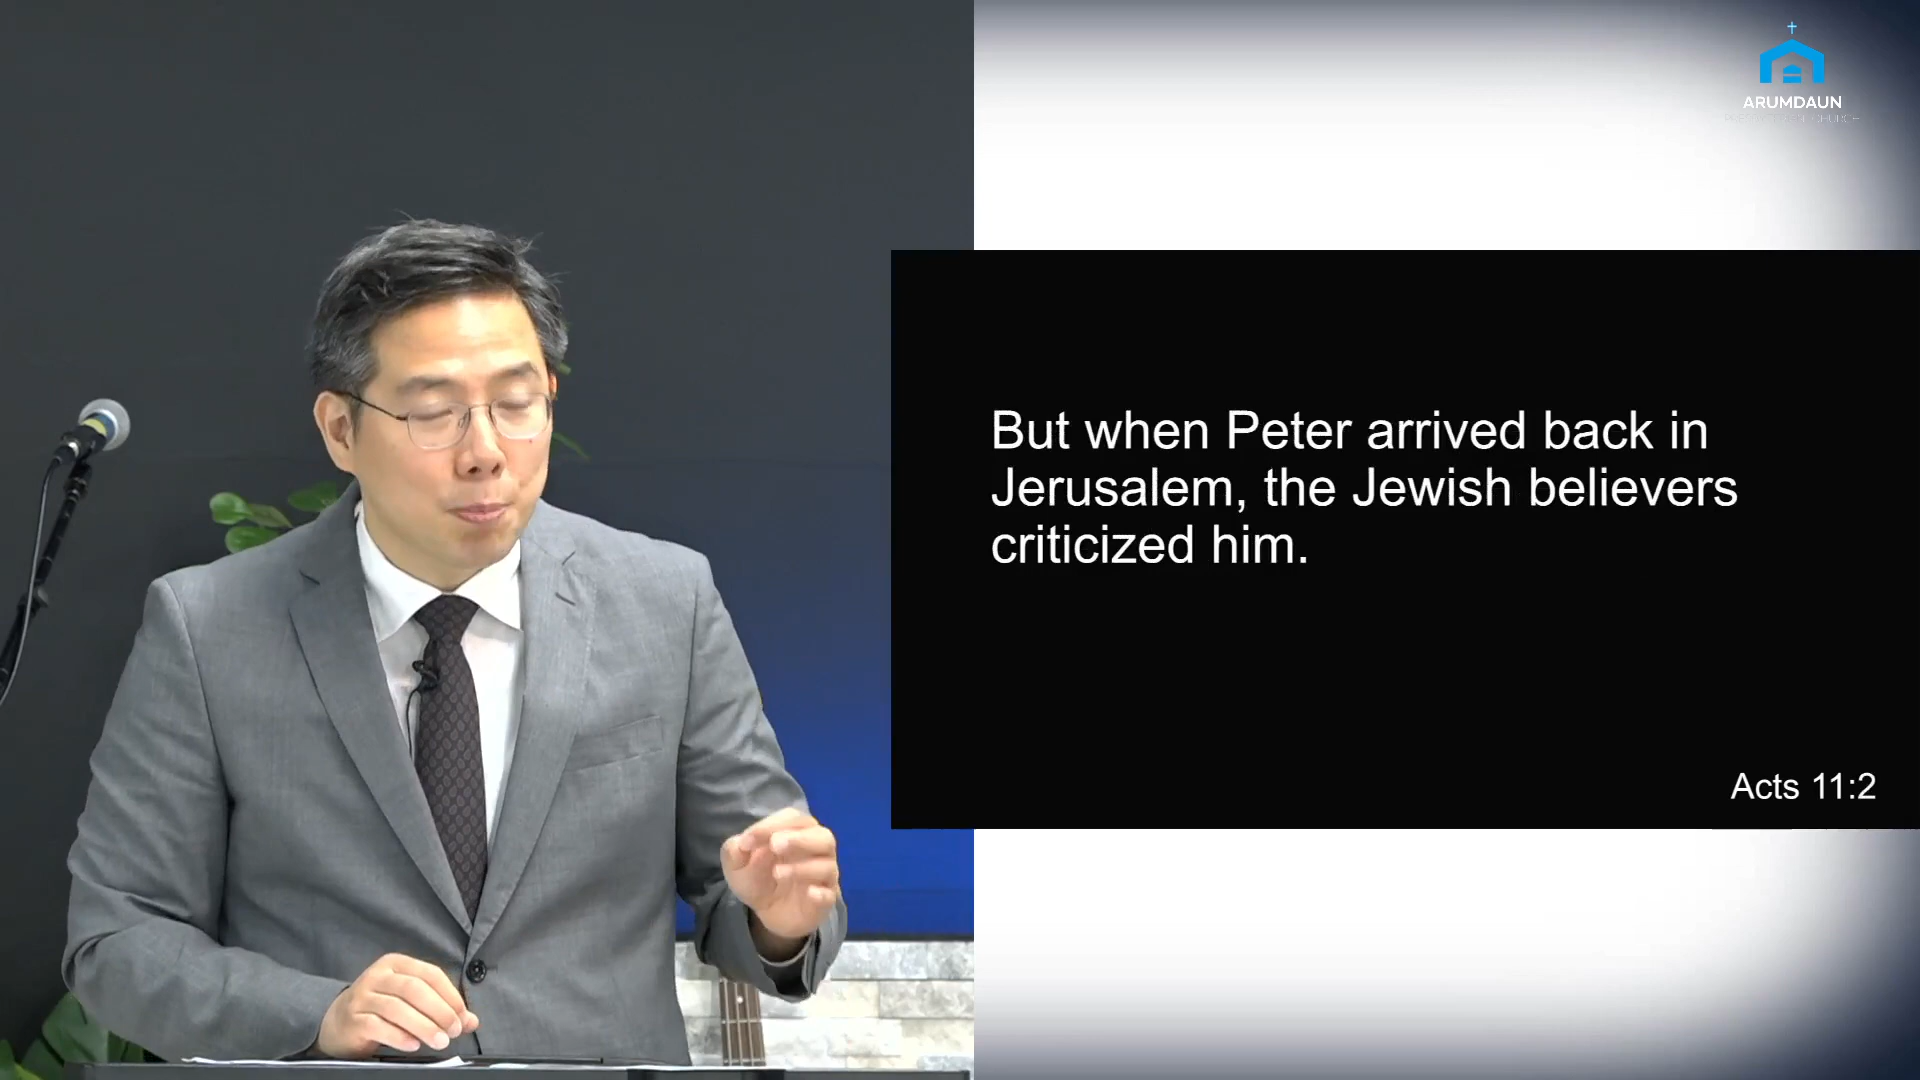 ARUMDAUN
But when Peter arrived back in
Jerusalem, the Jewish believers
criticized him.
Acts 11:2